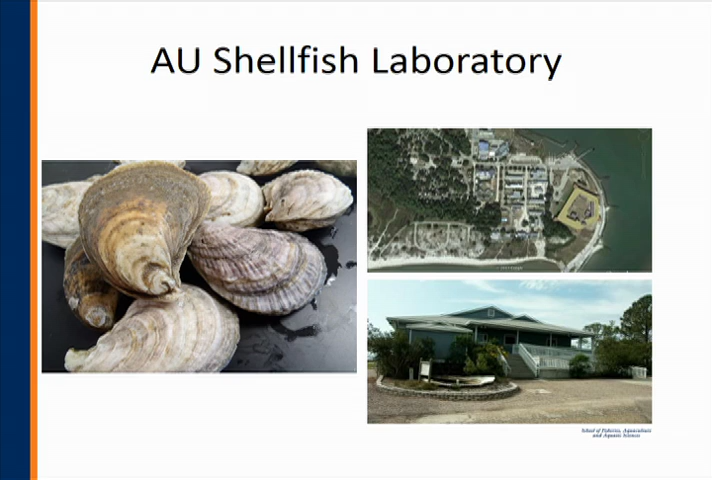 AU Shellfish Laboratory
School of Fisheries, Aquaculture
and Aquatic Sciences